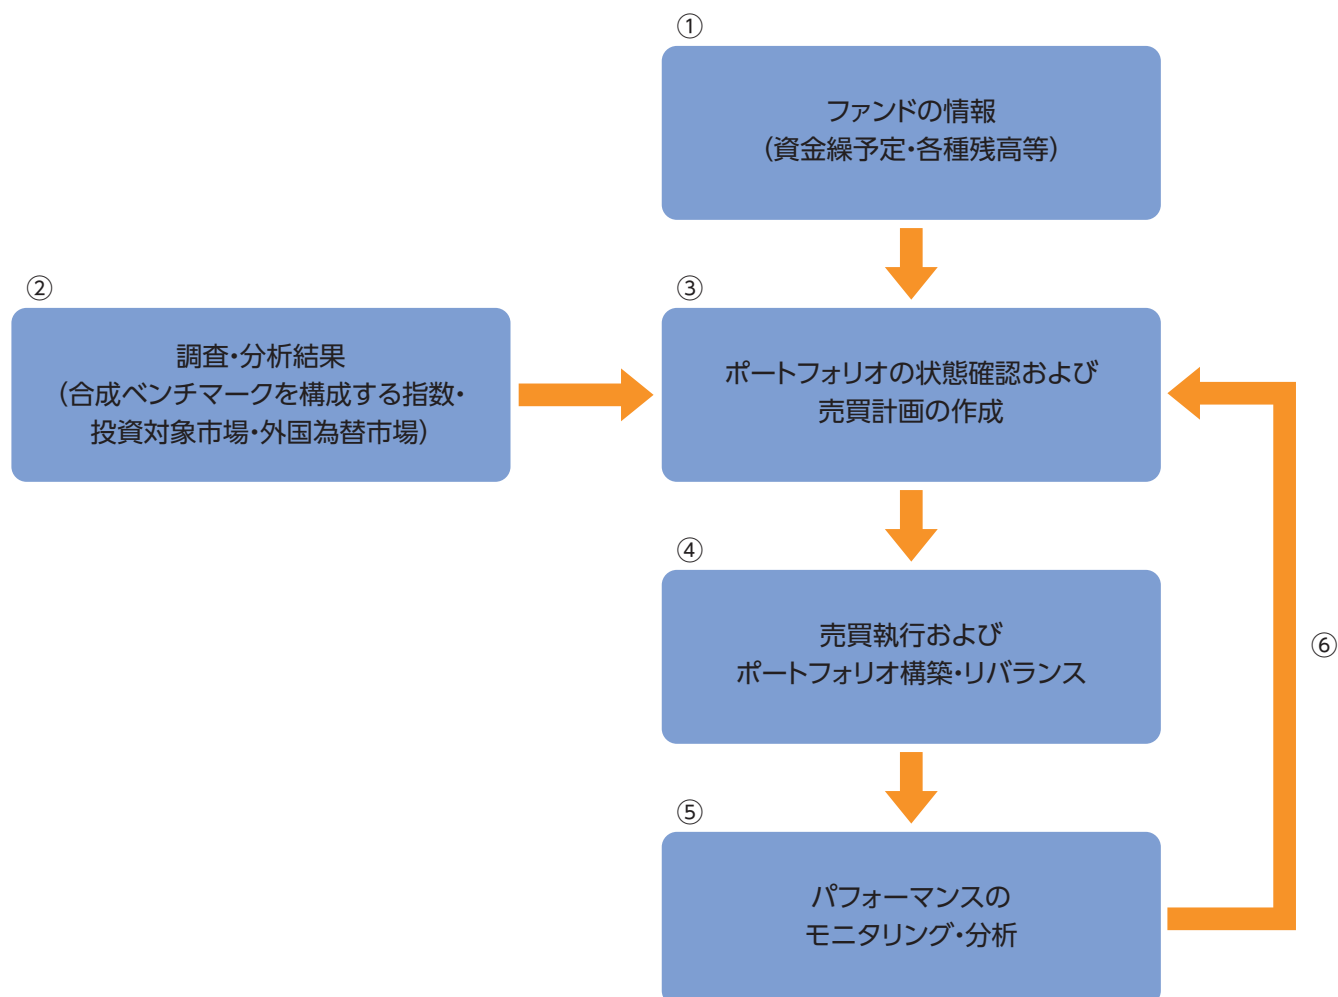 ①
ファンドの情報
(資金繰予定・各種残高等)
②
調査・分析結果
(合成ベンチマークを構成する指数・
投資対象市場・外国為替市場)
③
ポートフォリオの状態確認および
売買計画の作成
④
売買執行および
ポートフォリオ構築・リバランス
⑤
パフォーマンスの
モニタリング・分析
⑥